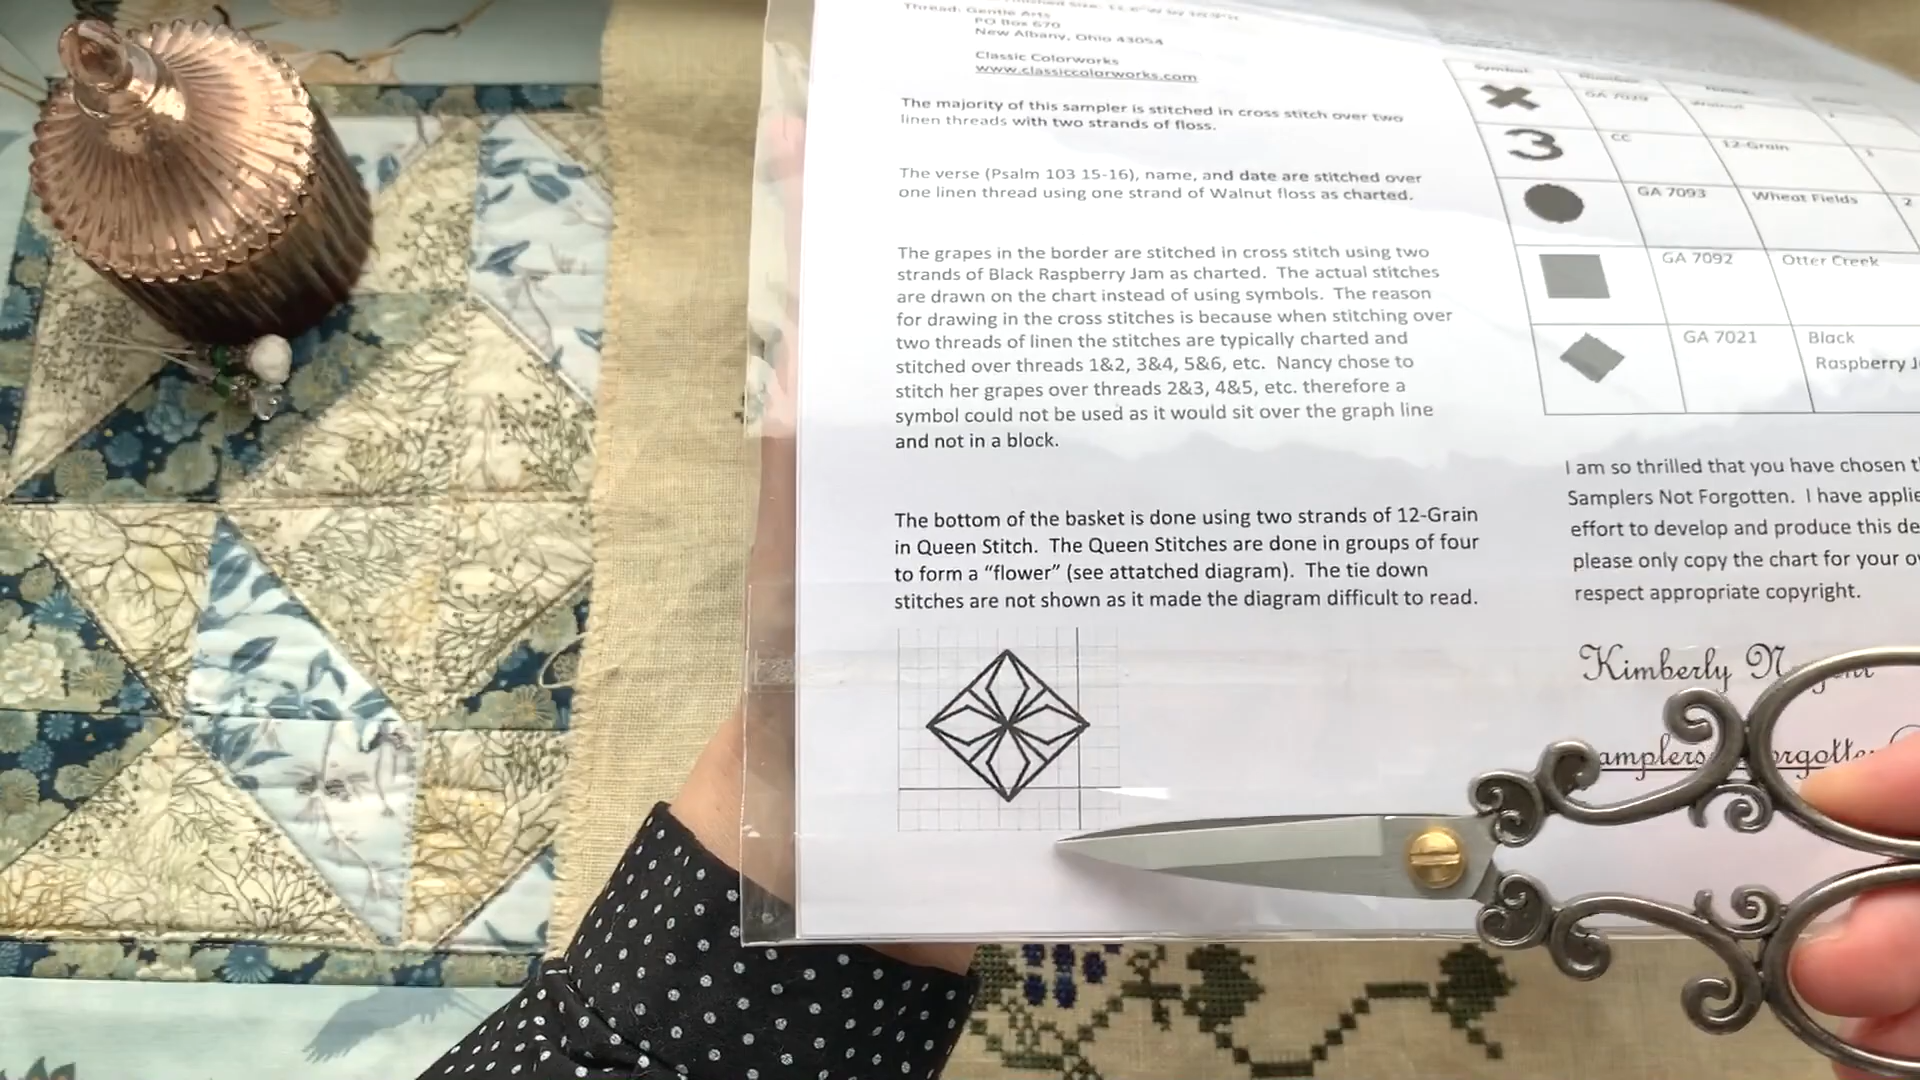 Thread: Gentle Arts
PO Box 670
New Albany, Ohio 43054
Classic Colorworks
www.classiccolorworks.com
The majority of this sampler is stitched in cross stitch over two
linen threads with two strands of floss.
The verse (Psalm 103 15-16), name, and date are stitched over
one linen thread using one strand of Walnut floss as charted.
The grapes in the border are stitched in cross stitch using two
strands of Black Raspberry Jam as charted. The actual stitches
are drawn on the chart instead of using symbols. The reason
for drawing in the cross stitches is because when stitching over
two threads of linen the stitches are typically charted and
stitched over threads 1&2, 3&4, 5&6, etc. Nancy chose to
stitch her grapes over threads 2&3, 4&5, etc. therefore a
symbol could not be used as it would sit over the graph line
and not in a block.
The bottom of the basket is done using two strands of 12-Grain
in Queen Stitch. The Queen Stitches are done in groups of four
to form a “flower” (see attatched diagram). The tie down
stitches are not shown as it made the diagram difficult to read.
Symbol
GA 7029 Walnut
3 CC 12-Grain 1
GA 7093 Wheat Fields 2
GA 7092 Otter Creek
GA 7021 Black
Raspberry J
I am so thrilled that you have chosen
Samplers Not Forgotten. I have applie
effort to develop and produce this de
please only copy the chart for your
respect appropriate copyright.
Kimberly